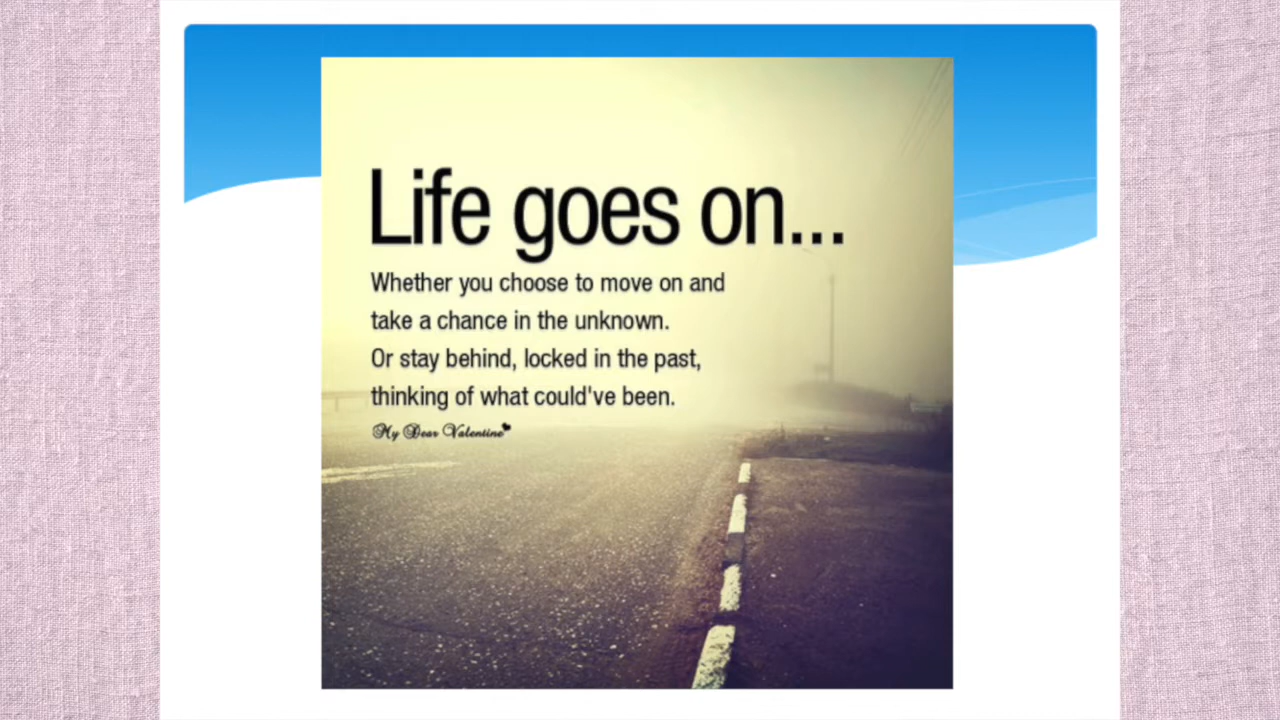 Life goes on...
Whether you choose to move on and
take a chance in the unknown.
Or stay behind, locked in the past,
thinking of what could've been.
My Dear Valentine